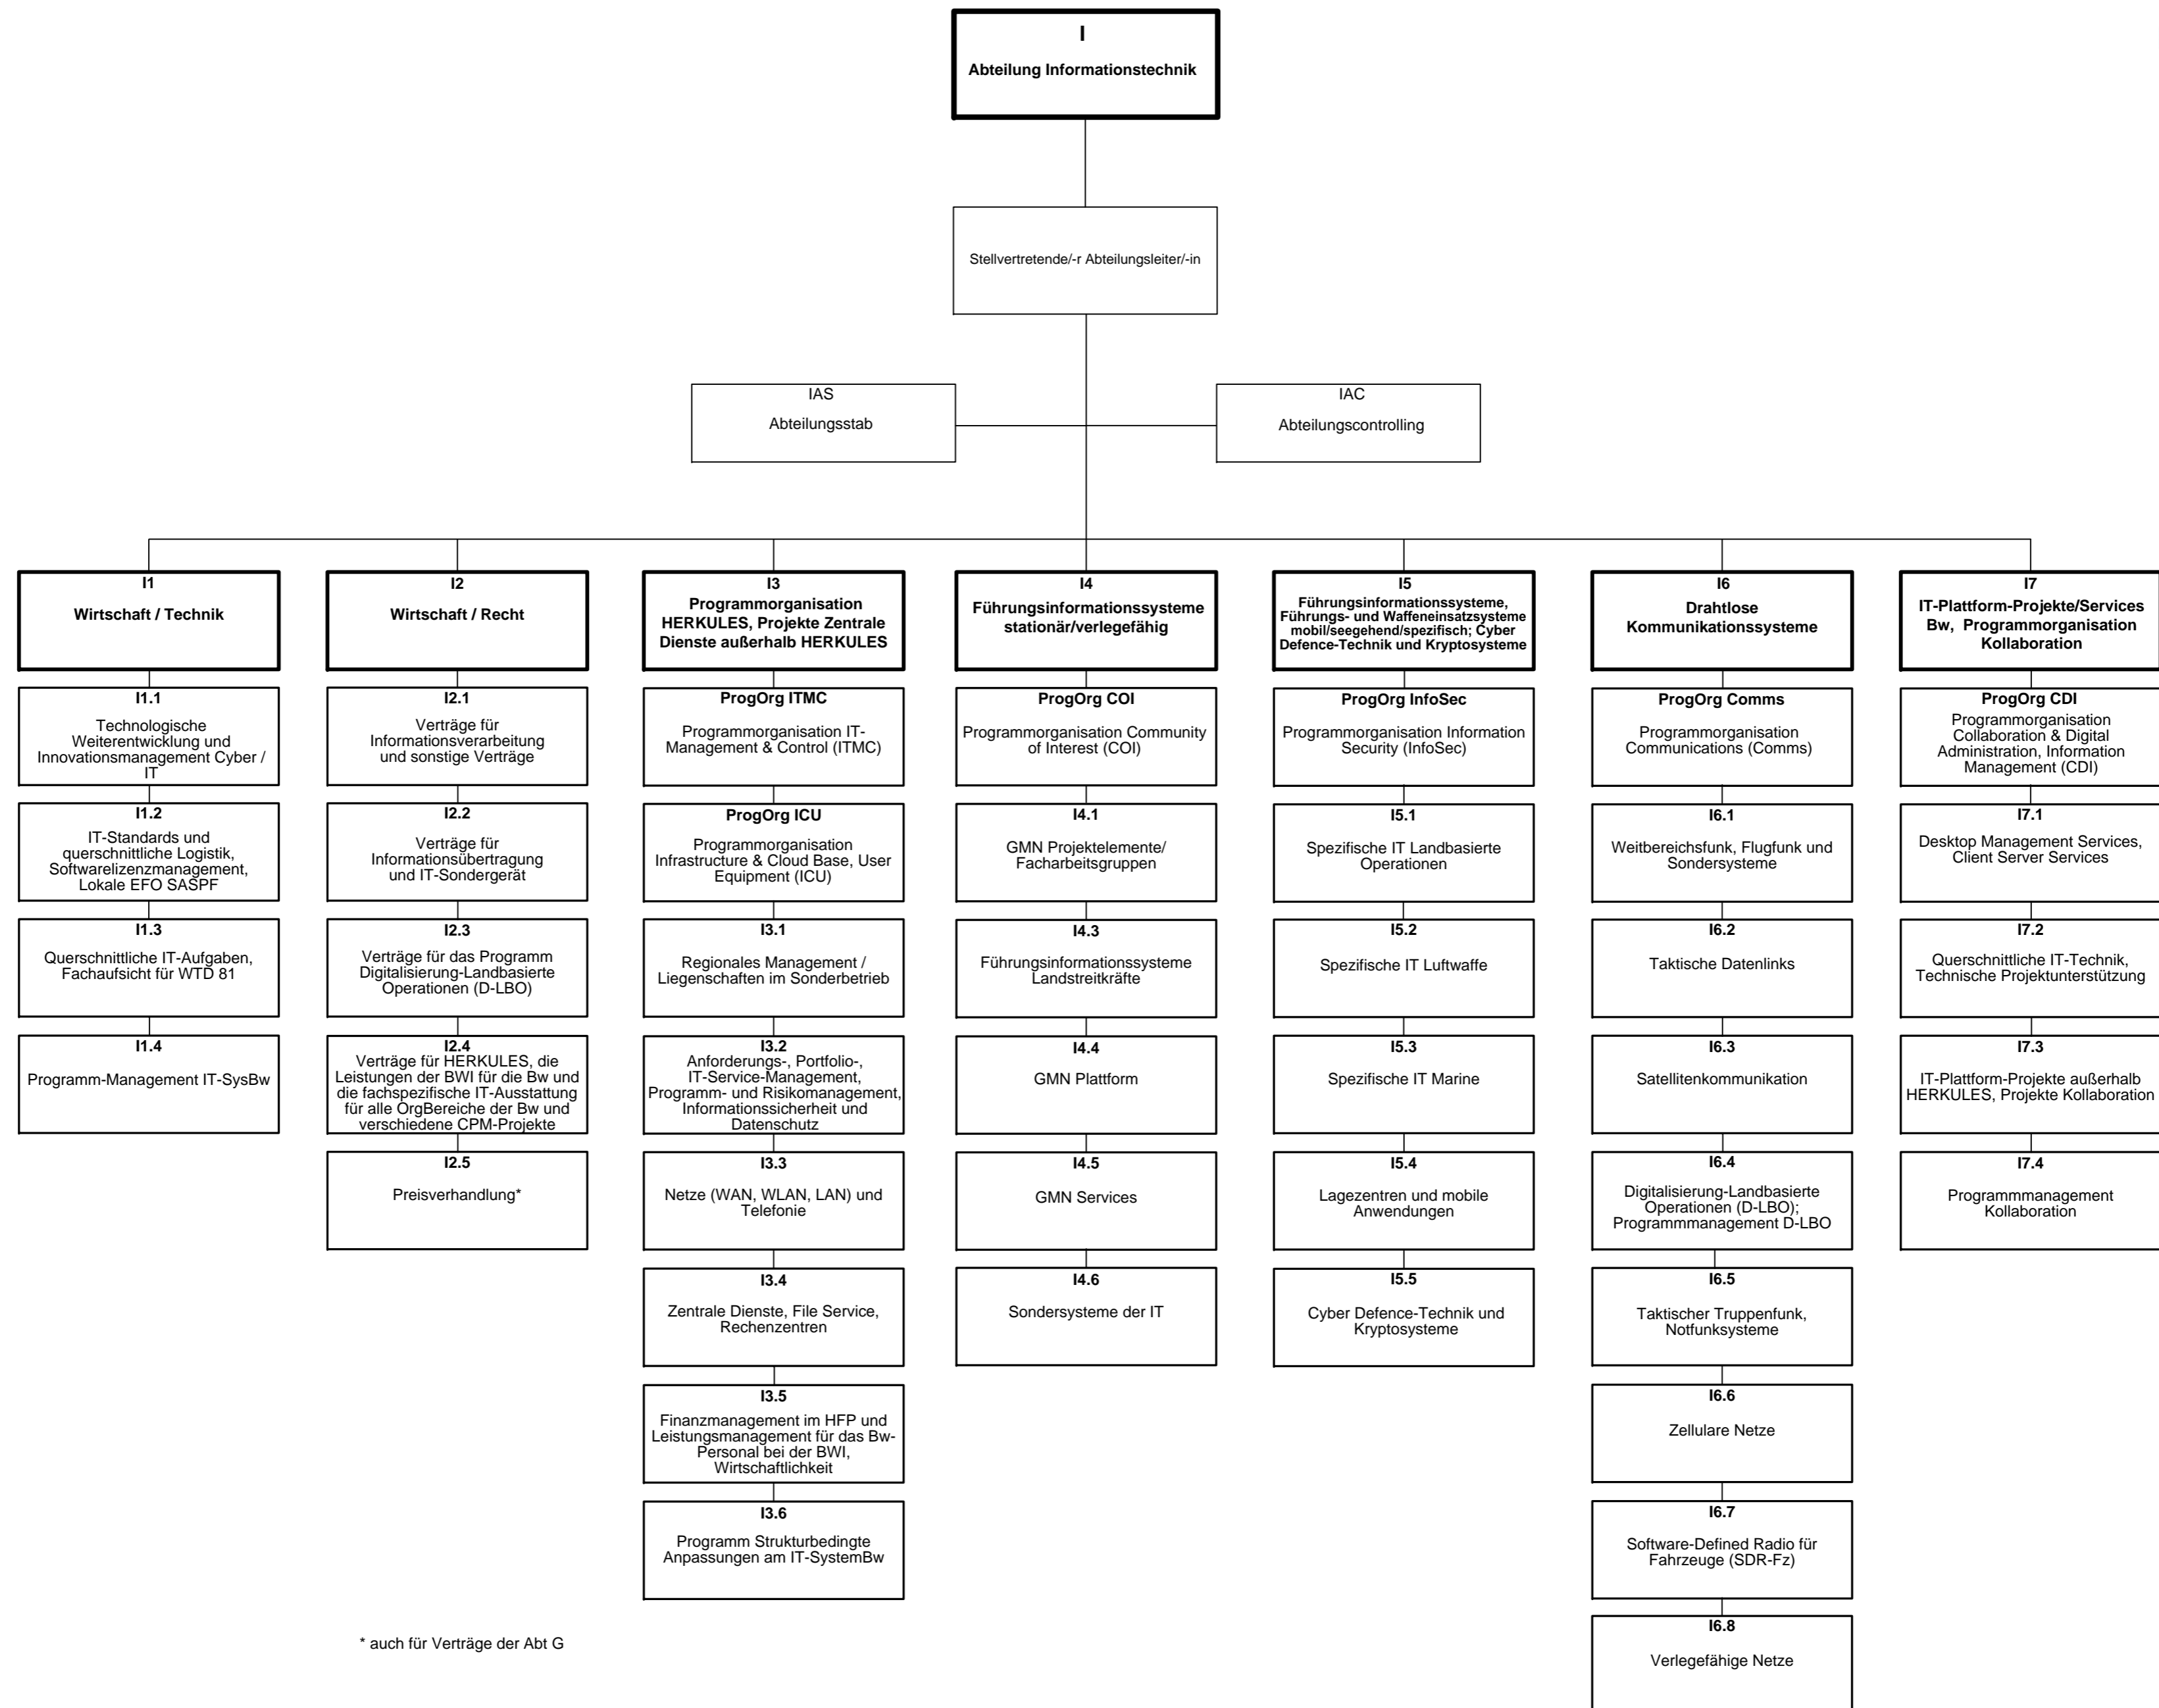 I
Abteilung Informationstechnik
Stellvertretende/-r Abteilungsleiter/-in
IAS
Abteilungsstab
IAC
Abteilungscontrolling
I1
Wirtschaft / Technik
I1.1
Technologische
Weiterentwicklung und
Innovationsmanagement Cyber /
IT
I1.2
IT-Standards und
querschnittliche Logistik,
Softwarelizenzmanagement,
Lokale EFO SASPF
I1.3
Querschnittliche IT-Aufgaben,
Fachaufsicht für WTD 81
I1.4
Programm-Management IT-SysBw
I2
Wirtschaft / Recht
I2.1
Verträge für
Informationsverarbeitung
und sonstige Verträge
I2.2
Verträge für
Informationsübertragung
und IT-Sondergerät
I2.3
Verträge für das Programm
Digitalisierung-Landbasierte
Operationen (D-LBO)
I2.4
Verträge für HERKULES, die
Leistungen der BWI für die Bw und
die fachspezifische IT-Ausstattung
für alle OrgBereiche der Bw und
verschiedene CPM-Projekte
I2.5
Preisverhandlung*
I3
Programmorganisation
HERKULES, Projekte Zentrale
Dienste außerhalb HERKULES
ProgOrg ITMC
Programmorganisation IT-
Management & Control (ITMC)
ProgOrg ICU
Programmorganisation
Infrastructure & Cloud Base, User
Equipment (ICU)
I3.1
Regionales Management /
Liegenschaften im Sonderbetrieb
I3.2
Anforderungs-, Portfolio-,
IT-Service-Management,
Programm- und Risikomanagement,
Informationssicherheit und
Datenschutz
I3.3
Netze (WAN, WLAN, LAN) und
Telefonie
I3.4
Zentrale Dienste, File Service,
Rechenzentren
I3.5
Finanzmanagement im HFP und
Leistungsmanagement für das Bw-
Personal bei der BWI,
Wirtschaftlichkeit
I3.6
Programm Strukturbedingte
Anpassungen am IT-SystemBw
I4
Führungsinformationssysteme
stationär/verlegefähig
ProgOrg COI
Programmorganisation Community
of Interest (COI)
I4.1
GMN Projektelemente/
Facharbeitsgruppen
I4.3
Führungsinformationssysteme
Landstreitkräfte
I4.4
GMN Plattform
I4.5
GMN Services
I4.6
Sondersysteme der IT
I5
Führungsinformationssysteme,
Führungs- und Waffeneinsatzsysteme
mobil/seegehend/spezifisch; Cyber
Defence-Technik und Kryptosysteme
ProgOrg InfoSec
Programmorganisation Information
Security (InfoSec)
I5.1
Spezifische IT Landbasierte
Operationen
I5.2
Spezifische IT Luftwaffe
I5.3
Spezifische IT Marine
I5.4
Lagezentren und mobile
Anwendungen
I5.5
Cyber Defence-Technik und
Kryptosysteme
I6
Drahtlose
Kommunikationssysteme
ProgOrg Comms
Programmorganisation
Communications (Comms)
I6.1
Weitbereichsfunk, Flugfunk und
Sondersysteme
I6.2
Taktische Datenlinks
I6.3
Satellitenkommunikation
I6.4
Digitalisierung-Landbasierte
Operationen (D-LBO);
Programmmanagement D-LBO
I6.5
Taktischer Truppenfunk,
Notfunksysteme
I6.6
Zellulare Netze
I6.7
Software-Defined Radio für
Fahrzeuge (SDR-Fz)
I6.8
Verlegefähige Netze
I7
IT-Plattform-Projekte/Services
Bw, Programmorganisation
Kollaboration
ProgOrg CDI
Programmorganisation
Collaboration & Digital
Administration, Information
Management (CDI)
I7.1
Desktop Management Services,
Client Server Services
I7.2
Querschnittliche IT-Technik,
Technische Projektunterstützung
I7.3
IT-Plattform-Projekte außerhalb
HERKULES, Projekte Kollaboration
I7.4
Programmmanagement
Kollaboration
* auch für Verträge der Abt G